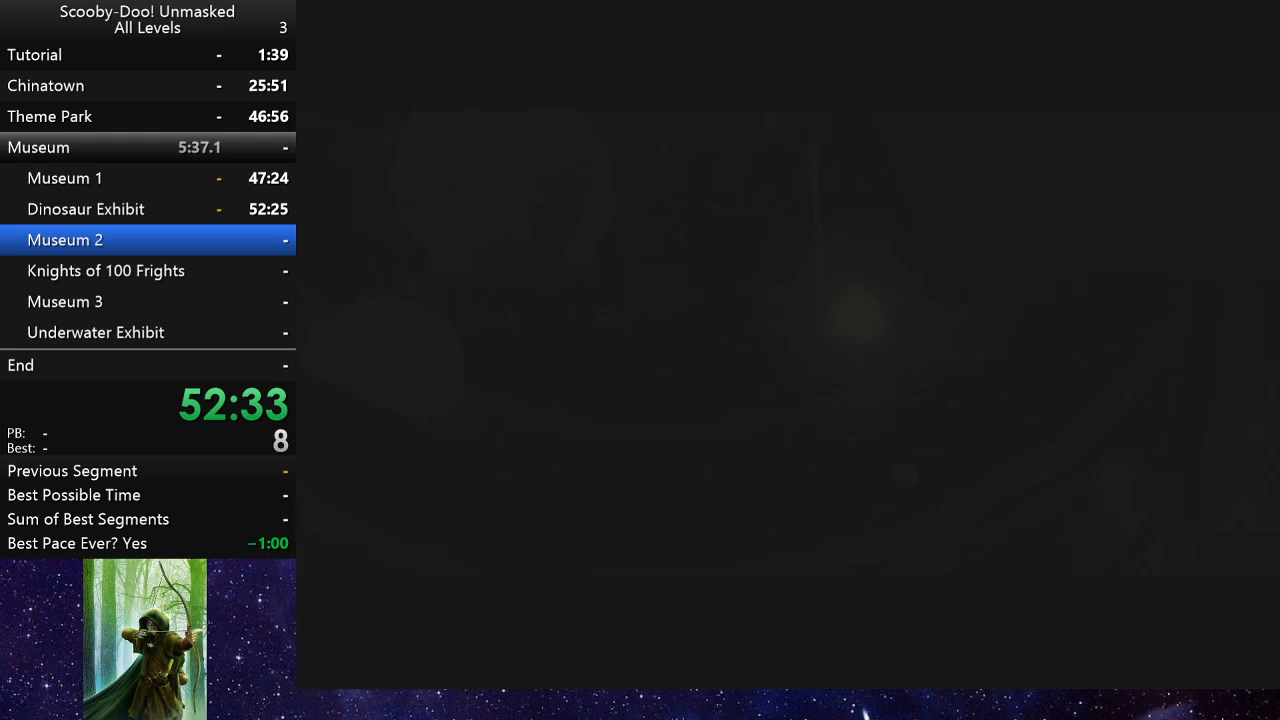 Scooby-Doo! Unmasked
All Levels 3
Tutorial - 1:39
Chinatown - 25:51
Theme Park - 46:56
Museum 5:37.1 -
Museum 1 - 47:24
Dinosaur Exhibit - 52:25
Museum 2 -
Knights of 100 Frights -
Museum 3 -
Underwater Exhibit -
End -
52:33
PB: -
Best: - 8
Previous Segment -
Best Possible Time -
Sum of Best Segments -
Best Pace Ever? Yes −1:00